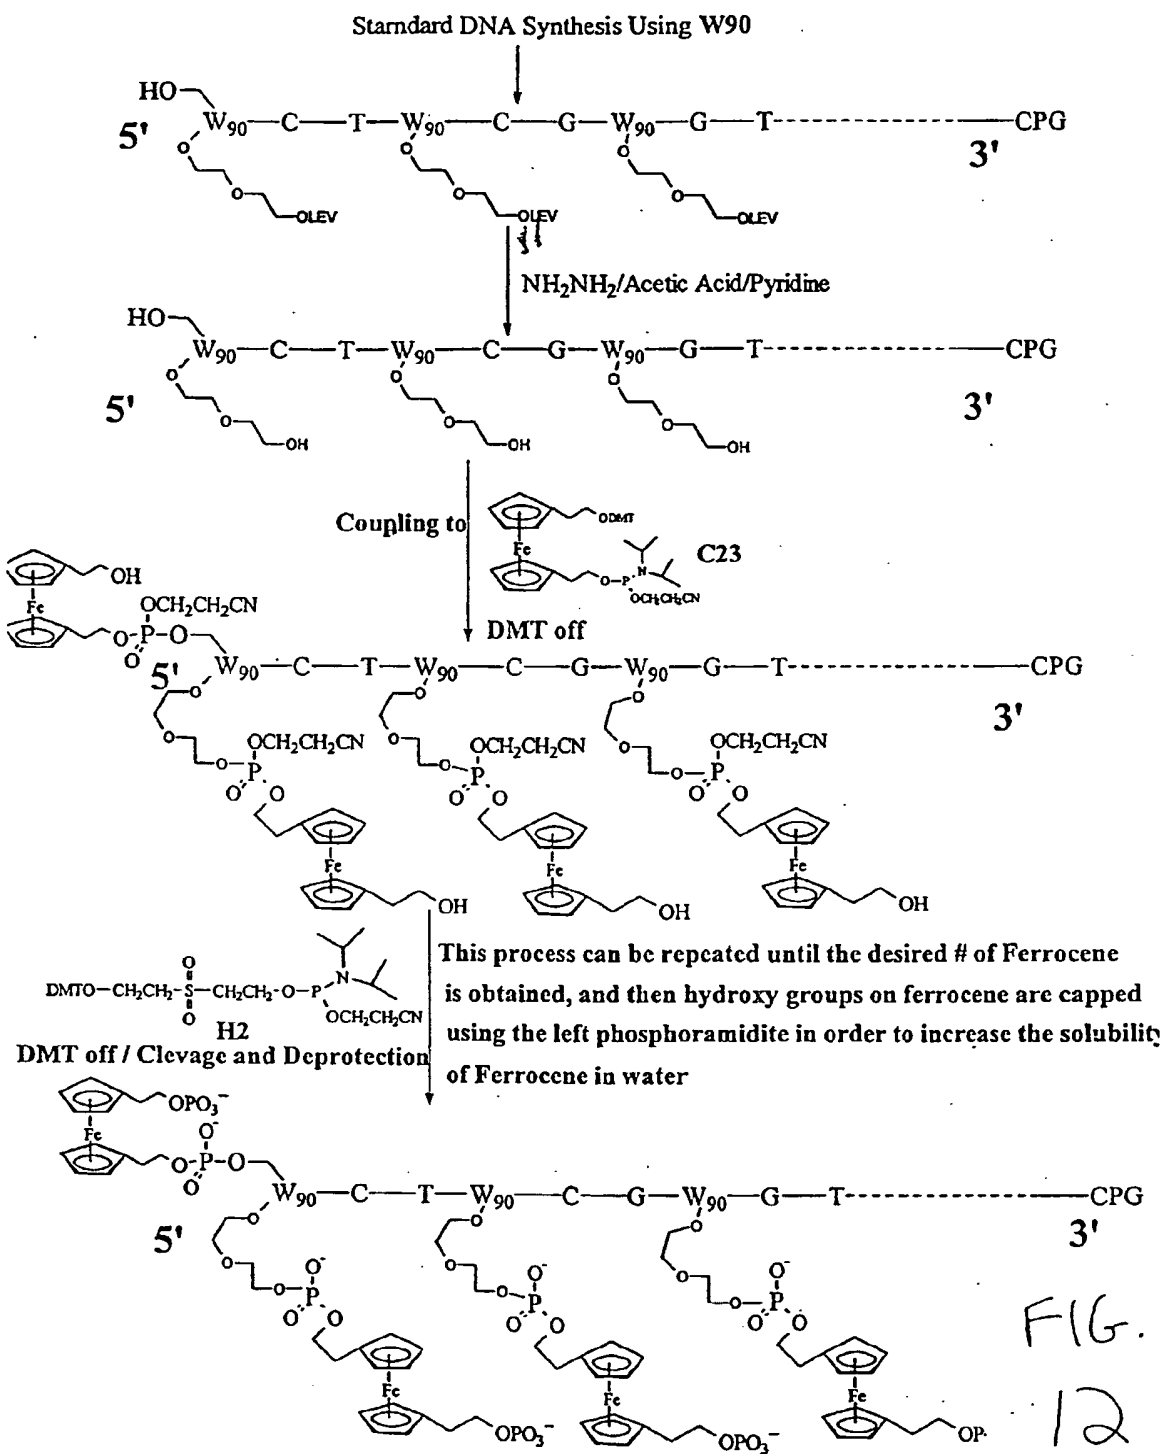 Starndard DNA Synthesis Using W90
HO
5' W90—C—T—W90—C—G—W90—G—T-----------CPG 3'
O O O
O O O
OLEV OLEV OLEV
NH2NH2/Acetic Acid/Pyridine
HO
5' W90—C—T—W90—C—G—W90—G—T-----------CPG 3'
O O O
O O O
OH OH OH
Coupling to
ODMT
Fe
O—P N
OCH2CH2CN
C23
DMT off
OH
Fe
OCH2CH2CN
O—P—O
O
5' W90—C—T—W90—C—G—W90—G—T-----------CPG 3'
O O O
O O O
OCH2CH2CN OCH2CH2CN OCH2CH2CN
O—P O—P O—P
O O O O O O
Fe Fe Fe
OH OH OH
This process can be repeated until the desired # of Ferrocene
is obtained, and then hydroxy groups on ferrocene are capped
using the left phosphoramidite in order to increase the solubility
of Ferrocene in water
O
DMTO—CH2CH2—S—CH2CH2—O—P N
O
OCH2CH2CN
H2
DMT off / Clevage and Deprotection
OPO3-
Fe
O-
O—P—O
O
5' W90—C—T—W90—C—G—W90—G—T-----------CPG 3'
O O O
O O O
O- O- O-
O—P O—P O—P
O O O O O O
Fe Fe Fe
OPO3- OPO3- OP
FIG.
12